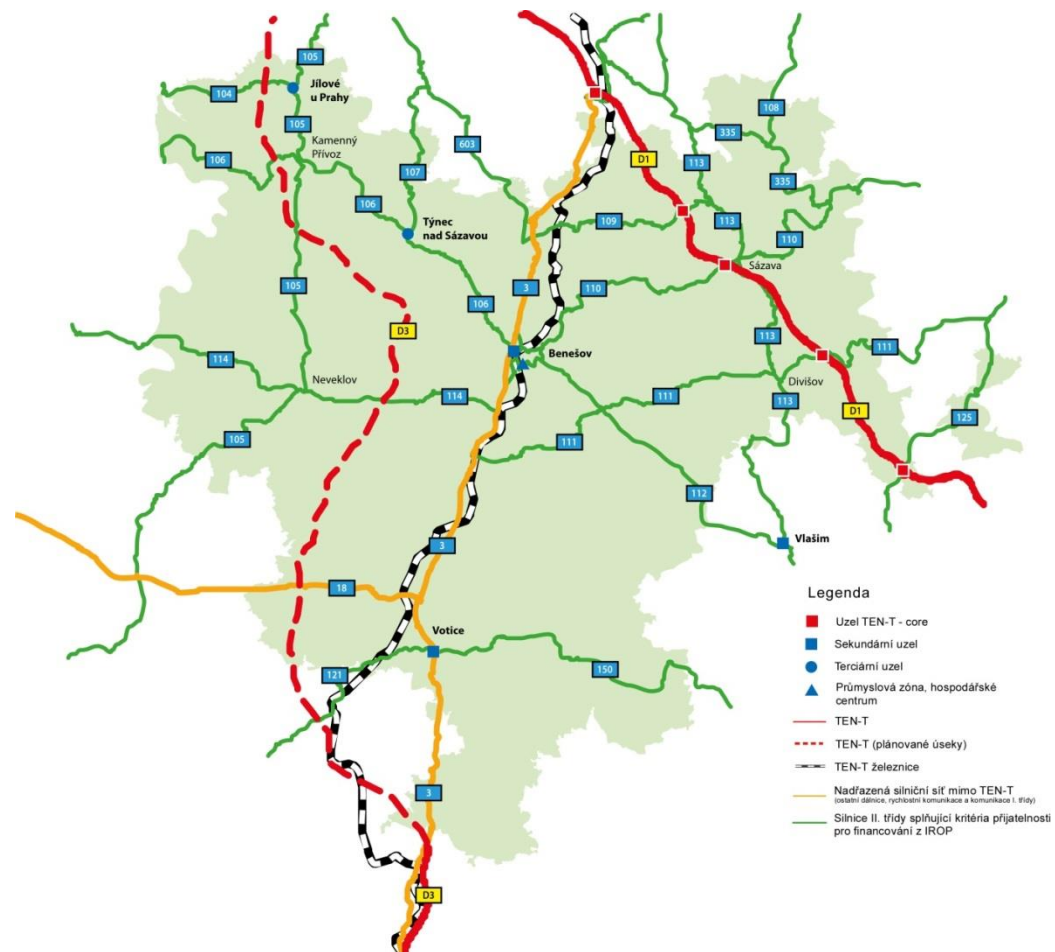 105
104
Jílové
u Prahy
105
Kamenný
Přívoz
106
107
603
106
Týnec
nad Sázavou
D1
108
335
113
335
109
113
110
Sázava
105
D3
106
3
110
Benešov
113
111
Divišov
113
D1
125
114
Neveklov
114
111
111
105
112
Vlašim
3
18
Votice
121
150
3
D3
Legenda
Uzel TEN-T - core
Sekundární uzel
Terciární uzel
Průmyslová zóna, hospodářské
centrum
TEN-T
TEN-T (plánované úseky)
TEN-T železnice
Nadřazená silniční síť mimo TEN-T
(ostatní dálnice, rychlostní komunikace a komunikace I. třídy)
Silnice II. třídy splňující kritéria přijatelnosti
pro financování z IROP